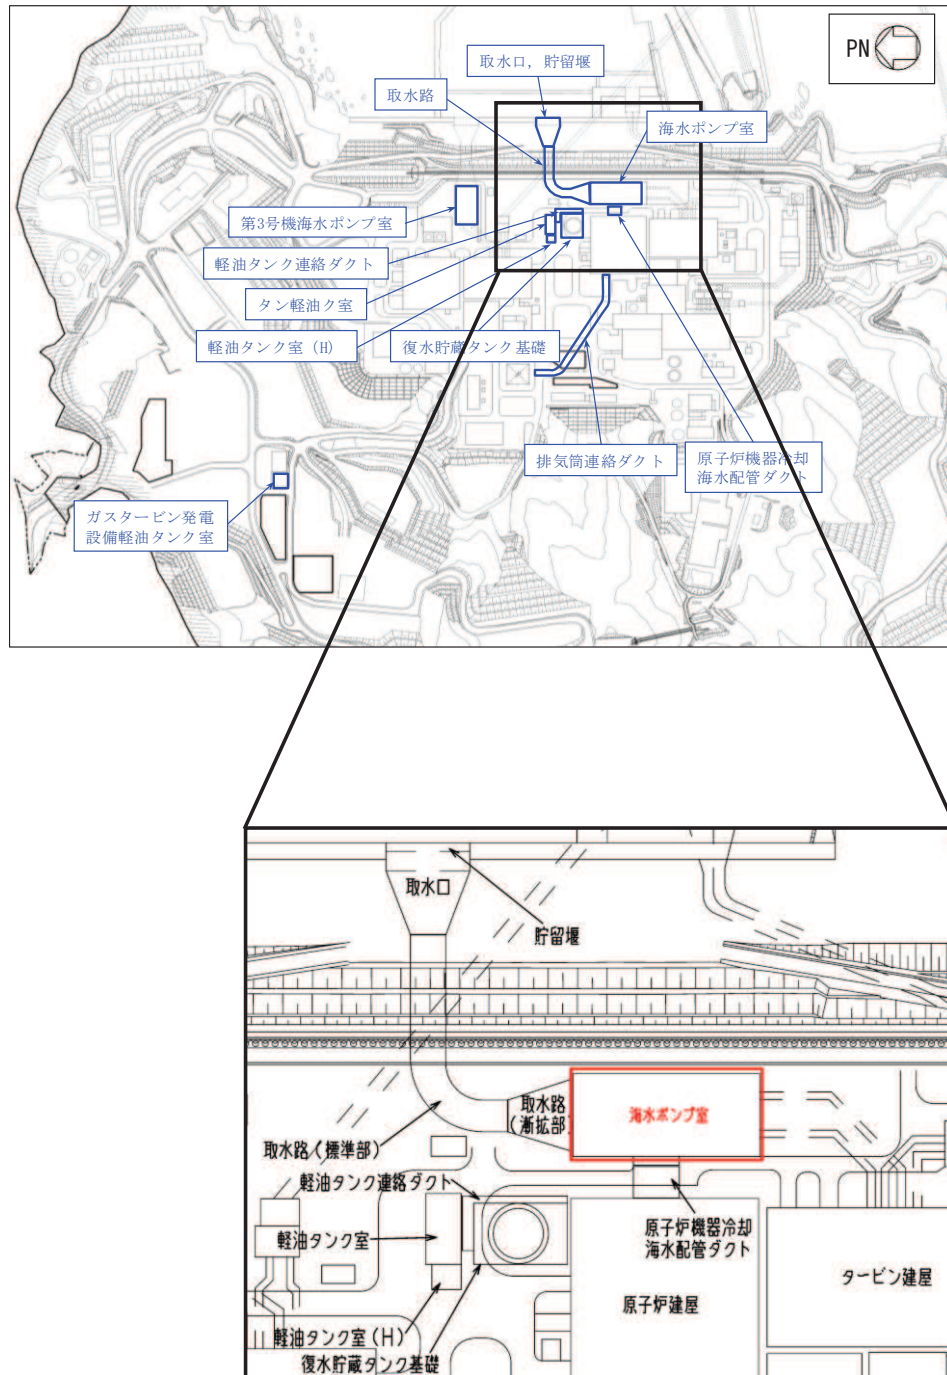 PN
取水口，貯留堰
取水路
海水ポンプ室
第3号機海水ポンプ室
軽油タンク連絡ダクト
タン軽油ク室
軽油タンク室（H）
復水貯蔵タンク基礎
排気筒連絡ダクト
原子炉機器冷却
海水配管ダクト
ガスタービン発電
設備軽油タンク室
取水口
貯留堰
取水路
(漸拡部)
海水ポンプ室
取水路(標準部)
軽油タンク連絡ダクト
軽油タンク室
原子炉機器冷却
海水配管ダクト
タービン建屋
原子炉建屋
軽油タンク室(H)
復水貯蔵タンク基礎